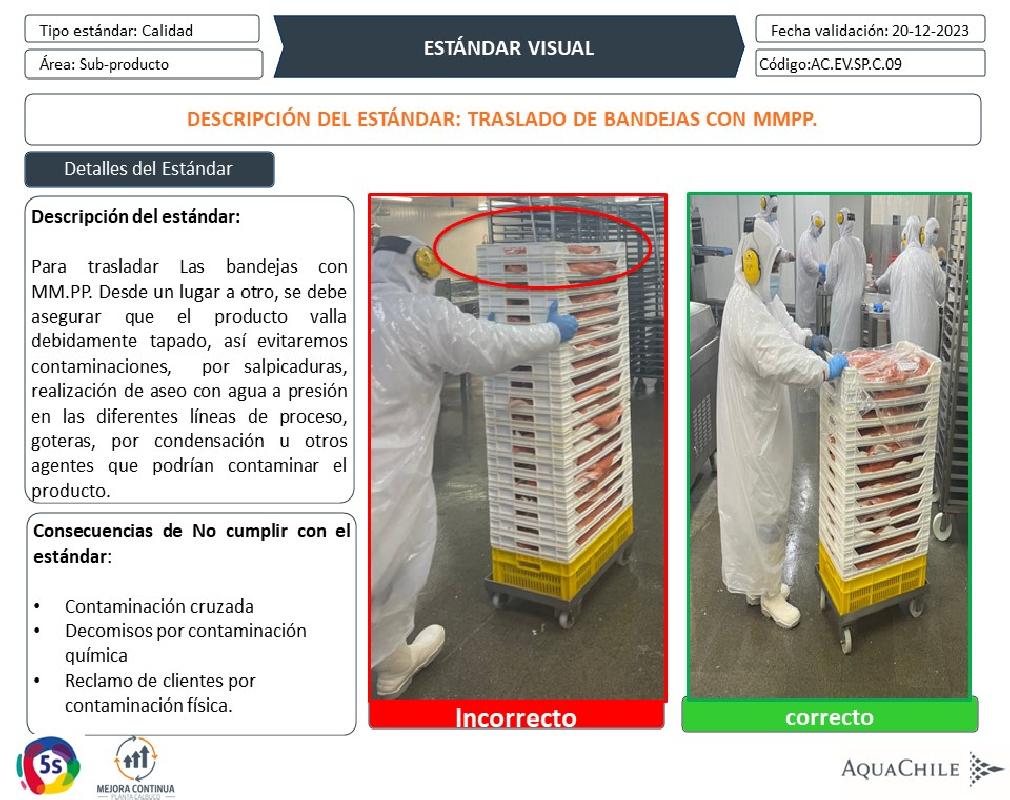 Tipo estándar: Calidad
ESTÁNDAR VISUAL
Fecha validación: 20-12-2023
Área: Sub-producto
Código:AC.EV.SP.C.09
DESCRIPCIÓN DEL ESTÁNDAR: TRASLADO DE BANDEJAS CON MMPP.
Detalles del Estándar
Descripción del estándar:
Para trasladar Las bandejas con
MM.PP. Desde un lugar a otro, se debe
asegurar que el producto valla
debidamente tapado, así evitaremos
contaminaciones, por salpicaduras,
realización de aseo con agua a presión
en las diferentes líneas de proceso,
goteras, por condensación u otros
agentes que podrían contaminar el
producto.
Consecuencias de No cumplir con el
estándar:
• Contaminación cruzada
• Decomisos por contaminación
química
• Reclamo de clientes por
contaminación física.
Incorrecto
correcto
5s
MEJORA CONTINUA
PLANTA CALBUCO
AQUACHILE